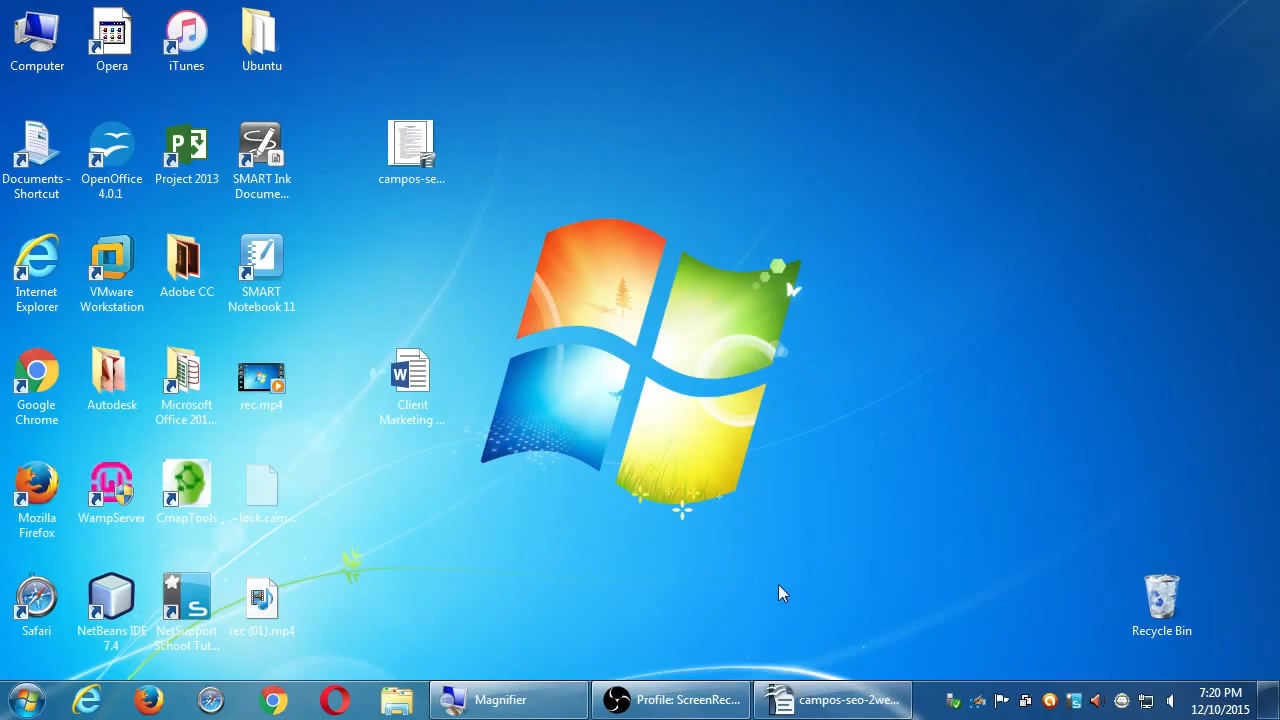 Computer
Opera
iTunes
Ubuntu
Documents -
Shortcut
OpenOffice
4.0.1
Project 2013
SMART Ink
Docume...
campos-se...
Internet
Explorer
VMware
Workstation
Adobe CC
SMART
Notebook 11
Google
Chrome
Autodesk
Microsoft
Office 201...
rec.mp4
Client
Marketing ...
Mozilla
Firefox
WampServer
CmapTools
.~lock.cam...
Safari
NetBeans IDE
7.4
NetSupport
School Tut...
rec (01).mp4
Recycle Bin
Magnifier
Profile: ScreenRec...
campos-seo-2we...
7:20 PM
12/10/2015